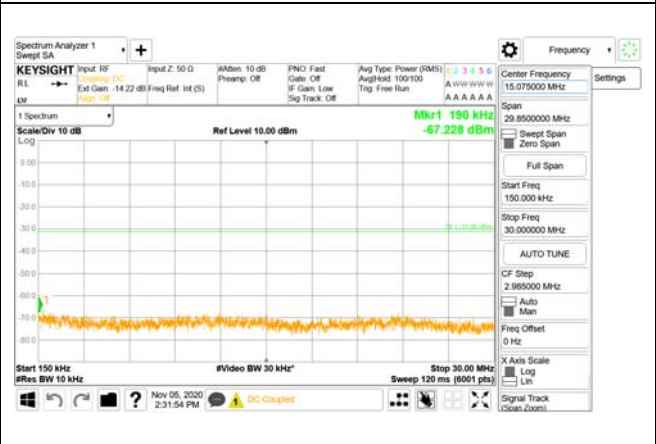 Spectrum Analyzer 1
Swept SA
+
Frequency
KEYSIGHT
RL
Input: RF
Coupling: DC
Ext Gain: -14.22 dB
Align: Off
Input Z: 50 Ω
Freq Ref: Int (S)
#Atten: 10 dB
Preamp: Off
PNO: Fast
Gate: Off
IF Gain: Low
Sig Track: Off
Avg Type: Power (RMS)
Avg|Hold: 100/100
Trig: Free Run
1 2 3 4 5 6
A W W W W W
A A A A A A
1 Spectrum
Scale/Div 10 dB
Log
Ref Level 10.00 dBm
Mkr1 190 kHz
-67.228 dBm
0.00
-10.0
-20.0
-30.0
-40.0
-50.0
-60.0
-70.0
-80.0
1
Start 150 kHz
#Res BW 10 kHz
#Video BW 30 kHz*
Stop 30.00 MHz
Sweep 120 ms (6001 pts)
Nov 05, 2020
2:31:54 PM
1
DC Coupled
?
Center Frequency
15.075000 MHz
Settings
Span
29.8500000 MHz
Swept Span
Zero Span
Full Span
Start Freq
150.000 kHz
Stop Freq
30.000000 MHz
AUTO TUNE
CF Step
2.985000 MHz
Auto
Man
Freq Offset
0 Hz
X Axis Scale
Log
Lin
Signal Track
(Span Zoom)